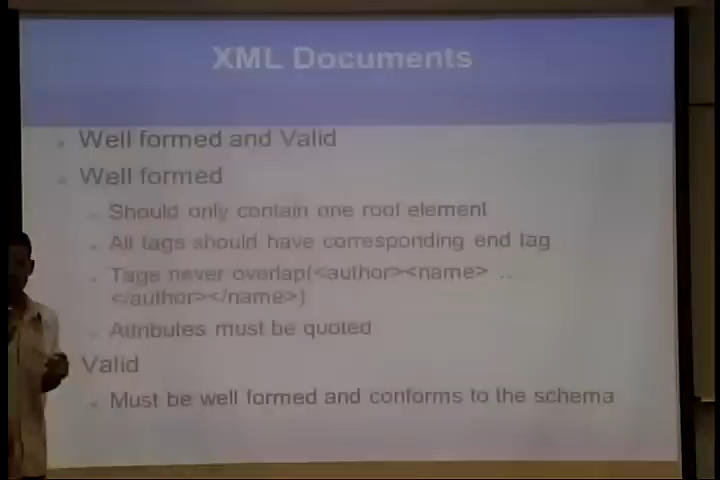 XML Documents
Well formed and Valid
Well formed
Should only contain one root element
All tags should have corresponding end tag
Tags never overlap(<author><name> ..
</author></name>)
Attributes must be quoted
Valid
Must be well formed and conforms to the schema